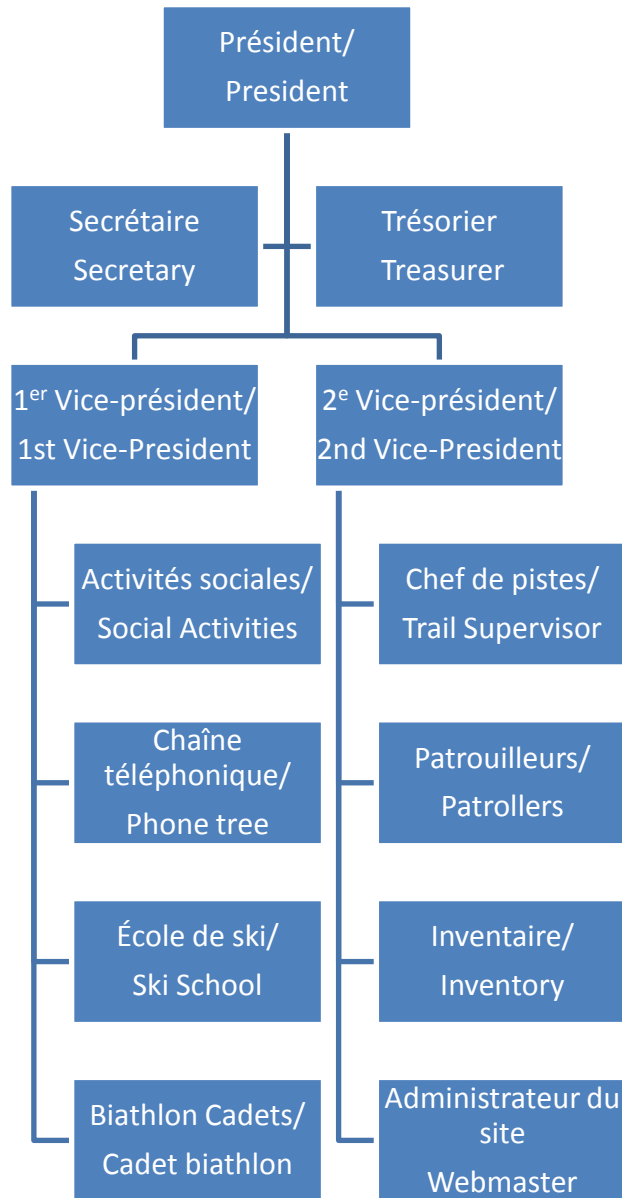 Président/
President
Secrétaire
Secretary
Trésorier
Treasurer
1er Vice-président/
1st Vice-President
2e Vice-président/
2nd Vice-President
Activités sociales/
Social Activities
Chaîne
téléphonique/
Phone tree
École de ski/
Ski School
Biathlon Cadets/
Cadet biathlon
Chef de pistes/
Trail Supervisor
Patrouilleurs/
Patrollers
Inventaire/
Inventory
Administrateur du
site
Webmaster